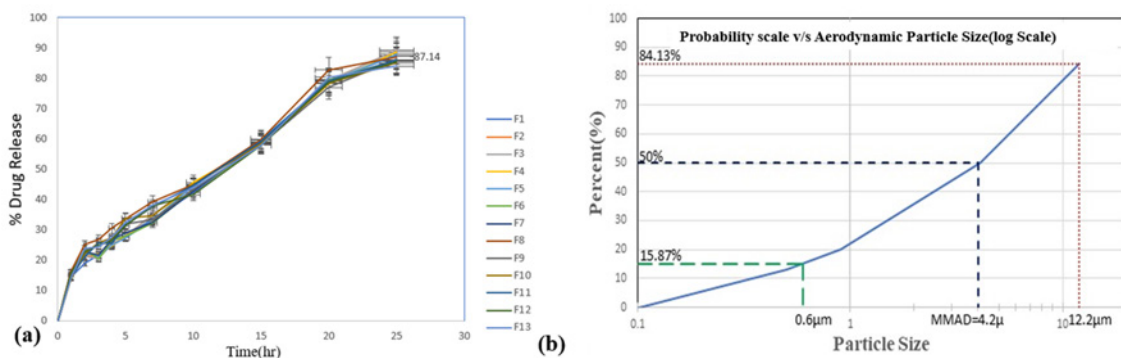 100
90
80
70
60
50
40
30
20
10
0
% Drug Release
87.14
0 5 10 15 20 25 30
Time(hr)
(a)
F1
F2
F3
F4
F5
F6
F7
F8
F9
F10
F11
F12
F13
Probability scale v/s Aerodynamic Particle Size(log Scale)
100
90
84.13%
80
70
60
50%
50
40
30
20
15.87%
10
0
Percent(%)
0.1 1 10
0.6µm MMAD=4.2µ 12.2µm
Particle Size
(b)